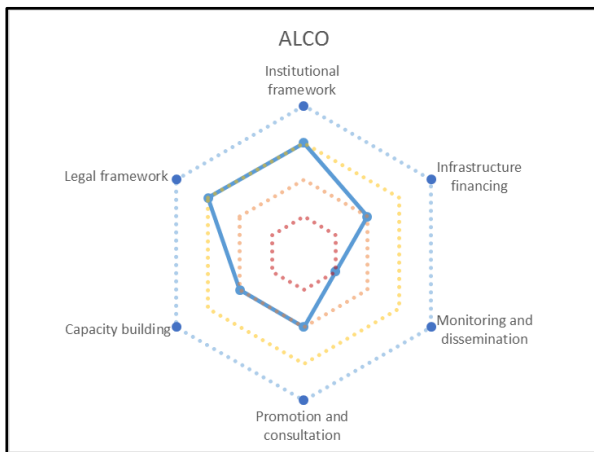 ALCO
Institutional
framework
Infrastructure
financing
Legal framework
Monitoring and
dissemination
Capacity building
Promotion and
consultation